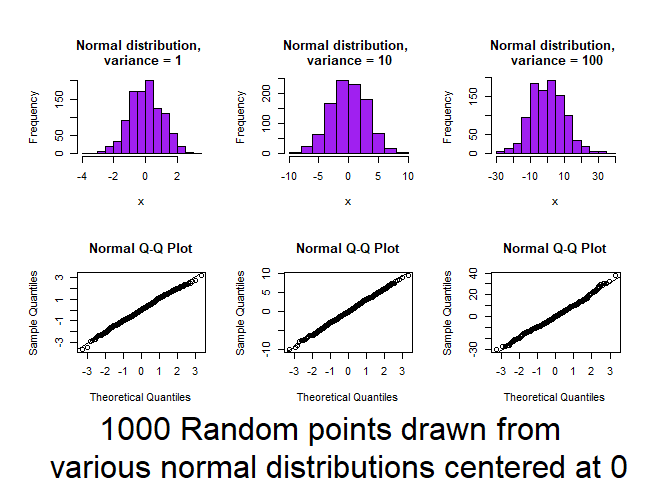 Normal distribution,
variance = 1
Normal distribution,
variance = 10
Normal distribution,
variance = 100
Frequency
0 50 150
-4 -2 0 2
x
Frequency
0 100 200
-10 -5 0 5 10
x
Frequency
0 50 150
-30 -10 10 30
x
Normal Q-Q Plot
Normal Q-Q Plot
Normal Q-Q Plot
Sample Quantiles
-3 -1 1 3
-3 -2 -1 0 1 2 3
Theoretical Quantiles
Sample Quantiles
-10 0 5 10
-3 -2 -1 0 1 2 3
Theoretical Quantiles
Sample Quantiles
-30 0 20 40
-3 -2 -1 0 1 2 3
Theoretical Quantiles
1000 Random points drawn from
various normal distributions centered at 0